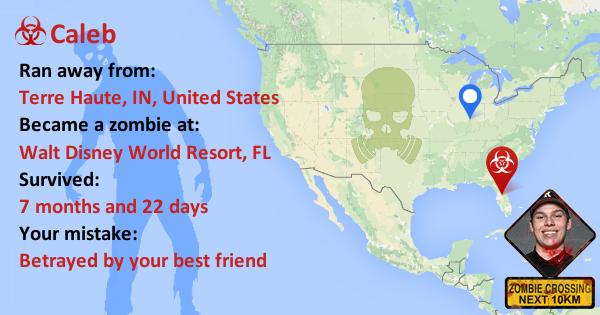 Caleb
Ran away from:
Terre Haute, IN, United States
Became a zombie at:
Walt Disney World Resort, FL
Survived:
7 months and 22 days
Your mistake:
Betrayed by your best friend
ZOMBIE CROSSING
NEXT 10KM